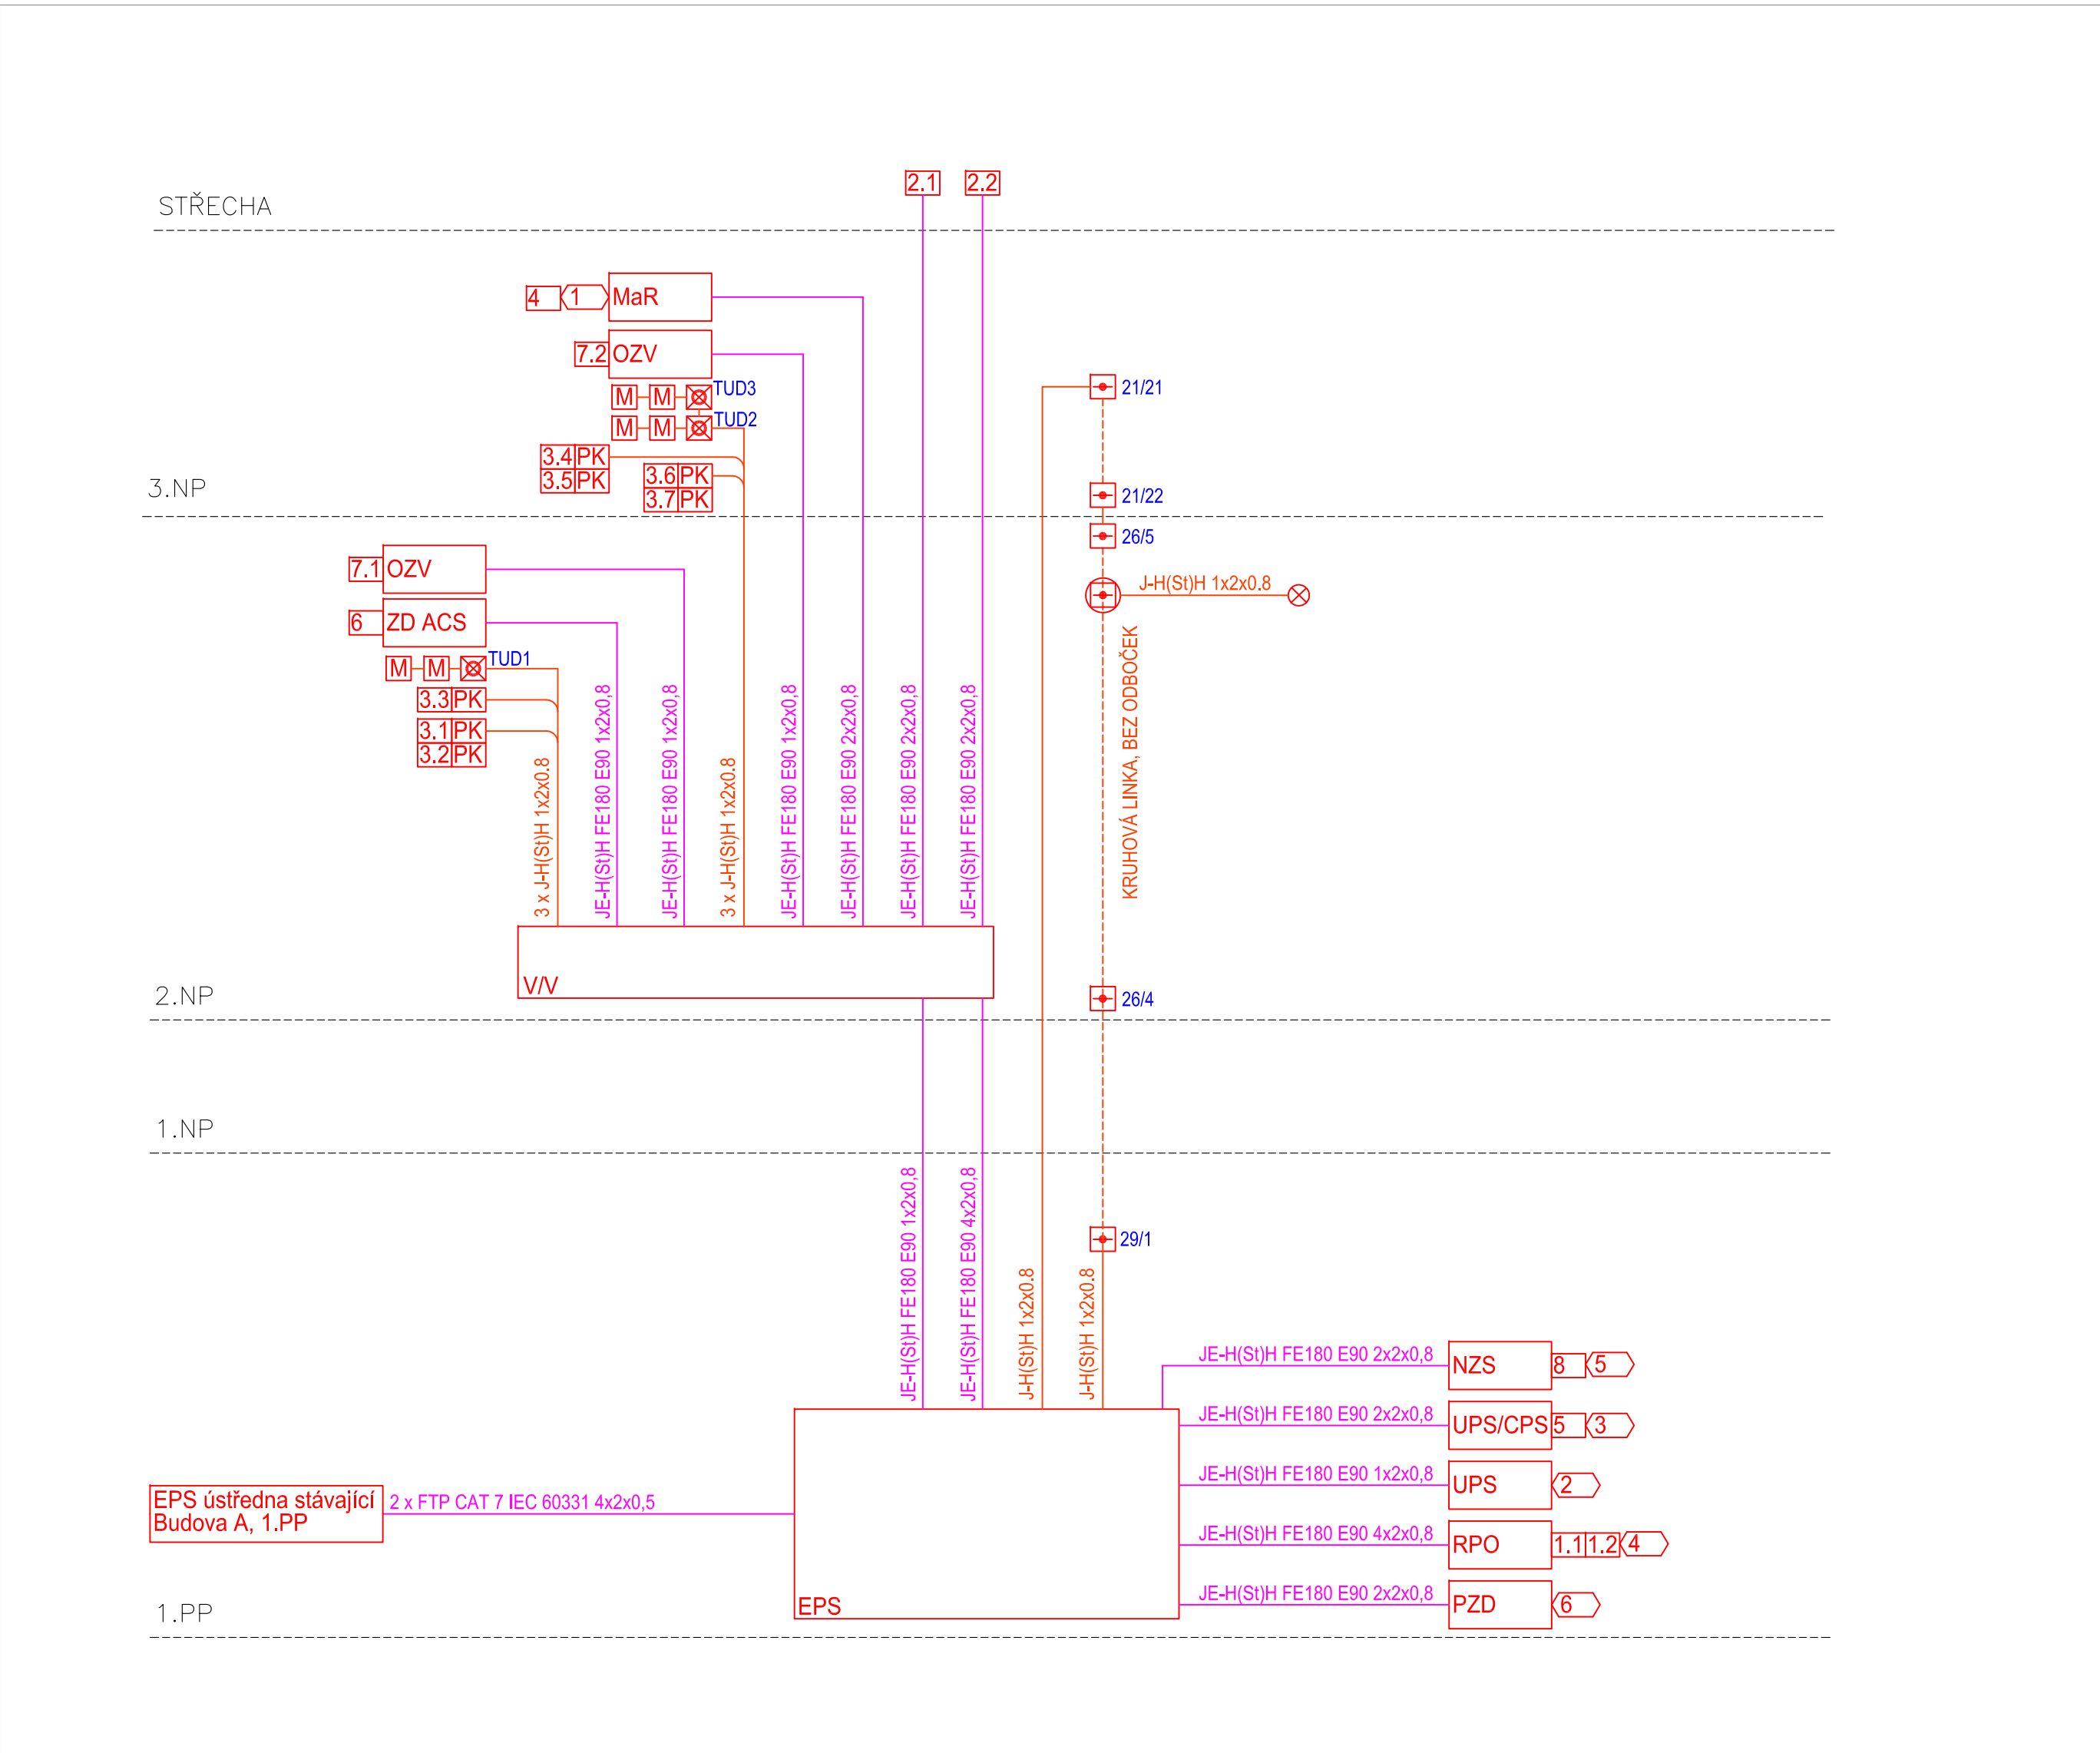 2.1
2.2
STŘECHA
4
1
MaR
7.2
OZV
M
M
TUD3
M
M
TUD2
21/21
3.4
PK
3.5
PK
3.6
PK
3.7
PK
3.NP
21/22
26/5
7.1
OZV
J-H(St)H 1x2x0.8
6
ZD ACS
M
M
TUD1
3.3
PK
3.1
PK
3.2
PK
3 x J-H(St)H 1x2x0.8
JE-H(St)H FE180 E90 1x2x0,8
JE-H(St)H FE180 E90 1x2x0,8
3 x J-H(St)H 1x2x0.8
JE-H(St)H FE180 E90 1x2x0,8
JE-H(St)H FE180 E90 2x2x0,8
JE-H(St)H FE180 E90 2x2x0,8
JE-H(St)H FE180 E90 2x2x0,8
KRUHOVÁ LINKA, BEZ ODBOČEK
V/V
2.NP
26/4
1.NP
JE-H(St)H FE180 E90 1x2x0,8
JE-H(St)H FE180 E90 4x2x0,8
J-H(St)H 1x2x0.8
J-H(St)H 1x2x0.8
29/1
JE-H(St)H FE180 E90 2x2x0,8
NZS
8
5
JE-H(St)H FE180 E90 2x2x0,8
UPS/CPS
5
3
JE-H(St)H FE180 E90 1x2x0,8
UPS
2
EPS ústředna stávající
Budova A, 1.PP
2 x FTP CAT 7 IEC 60331 4x2x0,5
JE-H(St)H FE180 E90 4x2x0,8
RPO
1.1
1.2
4
JE-H(St)H FE180 E90 2x2x0,8
PZD
6
EPS
1.PP